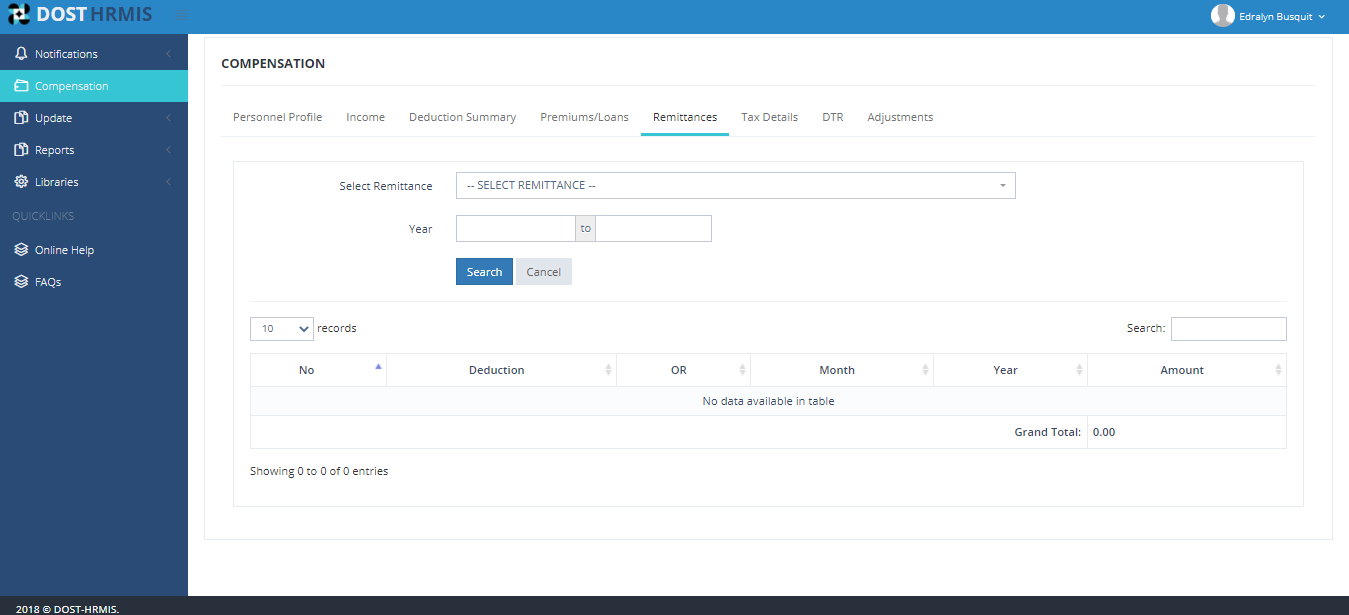 DOST HRMIS
Edralyn Busquit
Notifications
Compensation
Update
Reports
Libraries
QUICKLINKS
Online Help
FAQs
COMPENSATION
Personnel Profile Income Deduction Summary Premiums/Loans Remittances Tax Details DTR Adjustments
Select Remittance -- SELECT REMITTANCE --
Year to
Search Cancel
10 records Search:
No Deduction OR Month Year Amount
No data available in table
Grand Total: 0.00
Showing 0 to 0 of 0 entries
2018 © DOST-HRMIS.